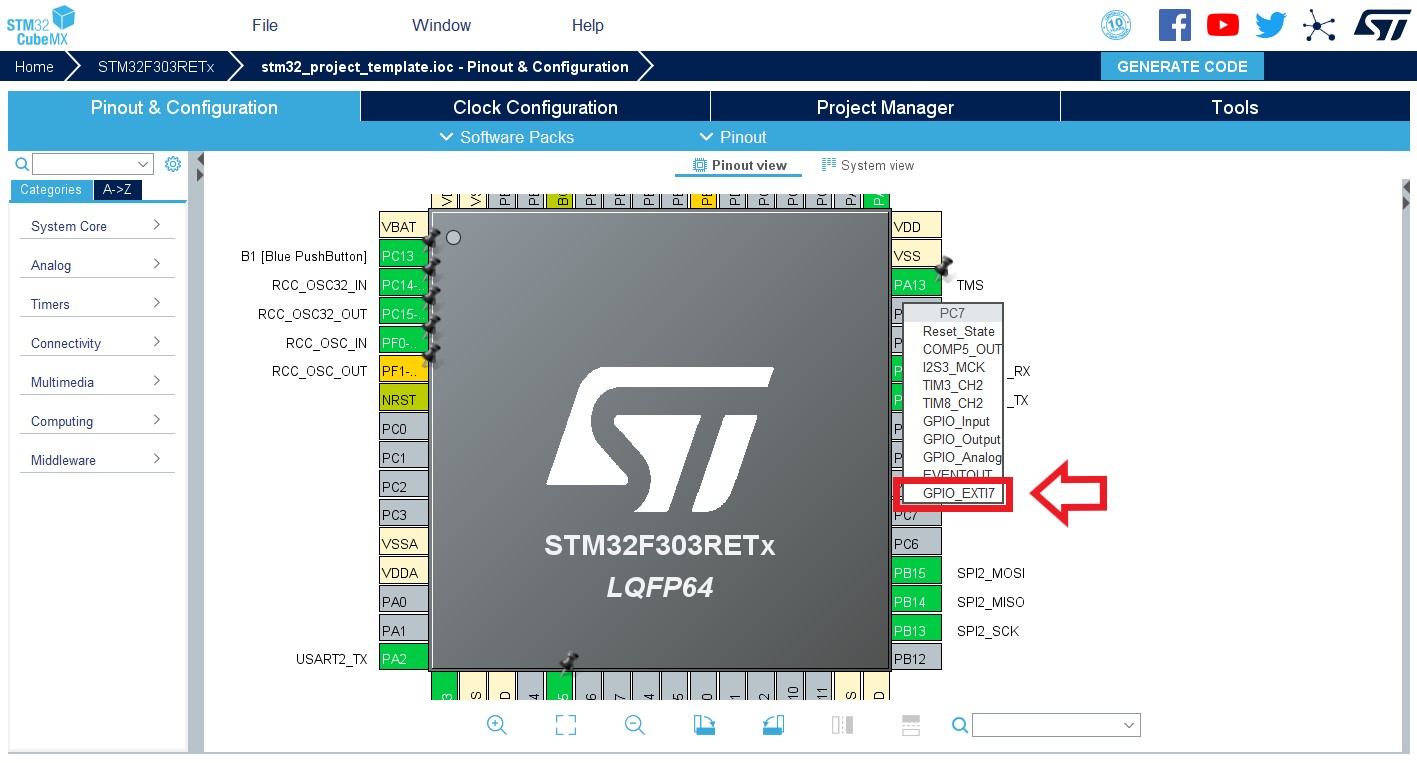 STM32
CubeMX
File Window Help
10
ST
Home STM32F303RETx stm32_project_template.ioc - Pinout & Configuration GENERATE CODE
Pinout & Configuration Clock Configuration Project Manager Tools
Software Packs Pinout
Pinout view System view
Categories A->Z
System Core
Analog
Timers
Connectivity
Multimedia
Computing
Middleware
VBAT
B1 [Blue PushButton] PC13
RCC_OSC32_IN PC14-..
RCC_OSC32_OUT PC15-..
RCC_OSC_IN PF0-..
RCC_OSC_OUT PF1-..
NRST
PC0
PC1
PC2
PC3
VSSA
VDDA
PA0
PA1
USART2_TX PA2
ST
STM32F303RETx
LQFP64
VDD
VSS
PA13 TMS
PC7
Reset_State
COMP5_OUT
I2S3_MCK
TIM3_CH2
TIM8_CH2
GPIO_Input
GPIO_Output
GPIO_Analog
EVENTOUT
GPIO_EXTI7
_RX
_TX
PC7
PC6
PB15 SPI2_MOSI
PB14 SPI2_MISO
PB13 SPI2_SCK
PB12